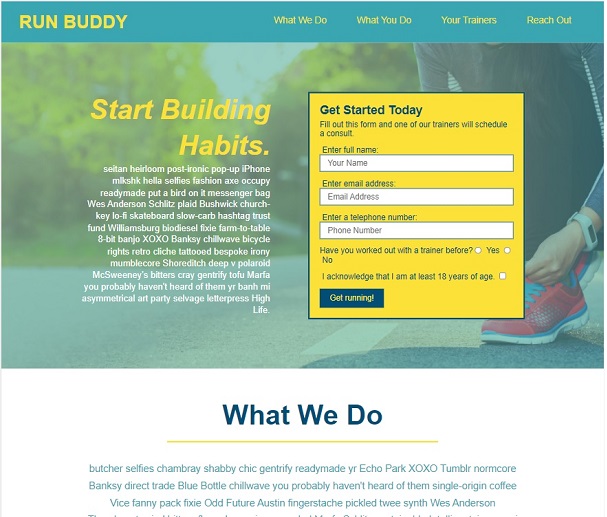 RUN BUDDY
What We Do What You Do Your Trainers Reach Out
Start Building
Habits.
seitan heirloom post-ironic pop-up iPhone
mlkshk hella selfies fashion axe occupy
readymade put a bird on it messenger bag
Wes Anderson Schlitz plaid Bushwick church-
key lo-fi skateboard slow-carb hashtag trust
fund Williamsburg biodiesel fixie farm-to-table
8-bit banjo XOXO Banksy chillwave bicycle
rights retro cliche tattooed bespoke irony
mumblecore Shoreditch deep v polaroid
McSweeney's bitters cray gentrify tofu Marfa
you probably haven't heard of them yr banh mi
asymmetrical art party selvage letterpress High
Life.
Get Started Today
Fill out this form and one of our trainers will schedule
a consult.
Enter full name:
Your Name
Enter email address:
Email Address
Enter a telephone number:
Phone Number
Have you worked out with a trainer before? Yes
No
I acknowledge that I am at least 18 years of age.
Get running!
What We Do
butcher selfies chambray shabby chic gentrify readymade yr Echo Park XOXO Tumblr normcore
Banksy direct trade Blue Bottle chillwave you probably haven't heard of them single-origin coffee
Vice fanny pack fixie Odd Future Austin fingerstache pickled twee synth Wes Anderson